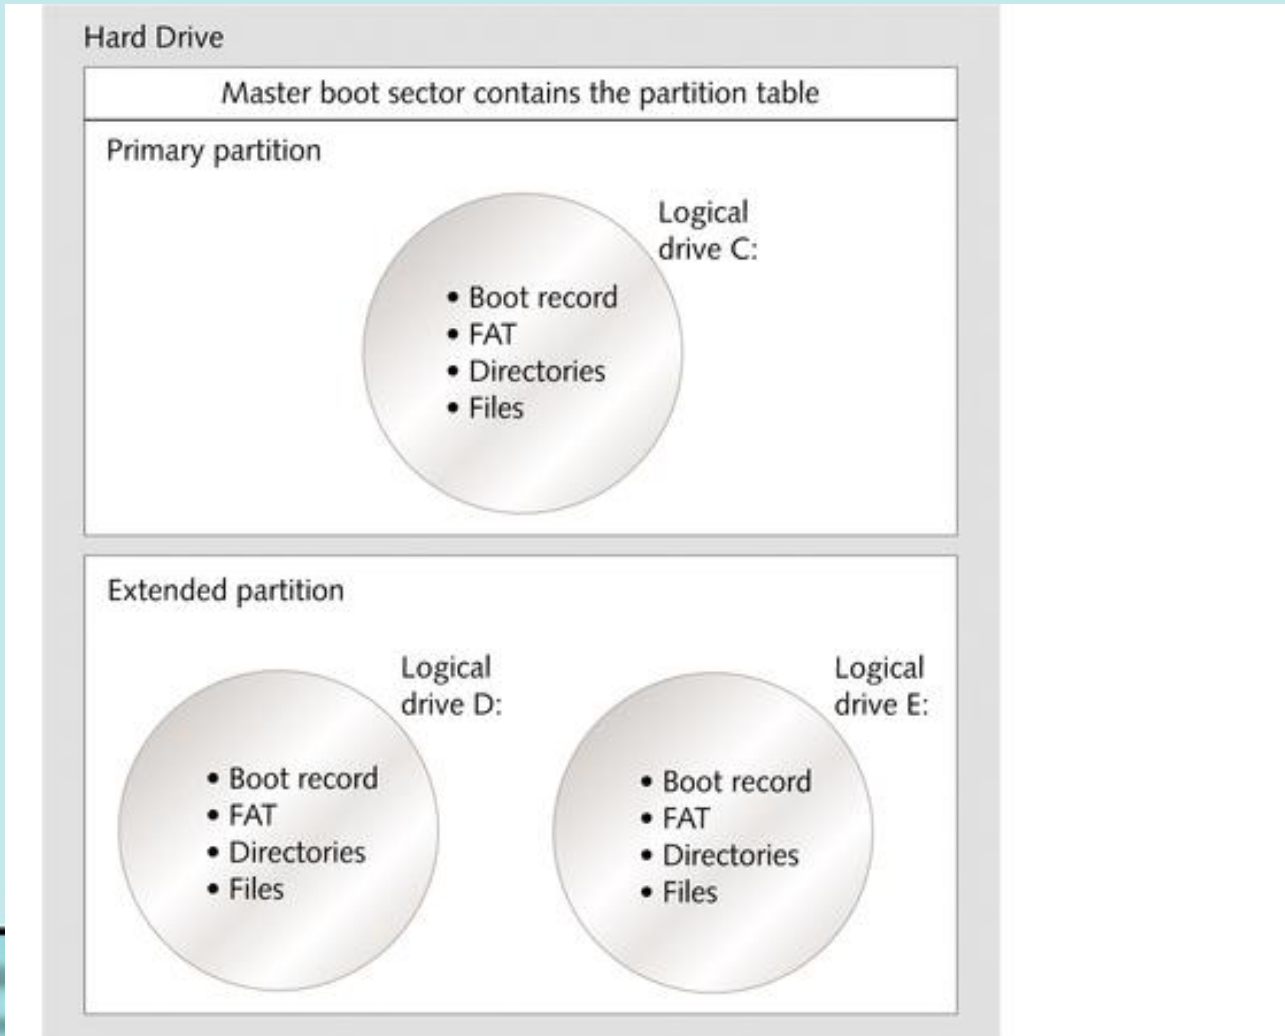 Hard Drive
Master boot sector contains the partition table
Primary partition
Logical
drive C:
• Boot record
• FAT
• Directories
• Files
Extended partition
Logical
drive D:
• Boot record
• FAT
• Directories
• Files
Logical
drive E:
• Boot record
• FAT
• Directories
• Files